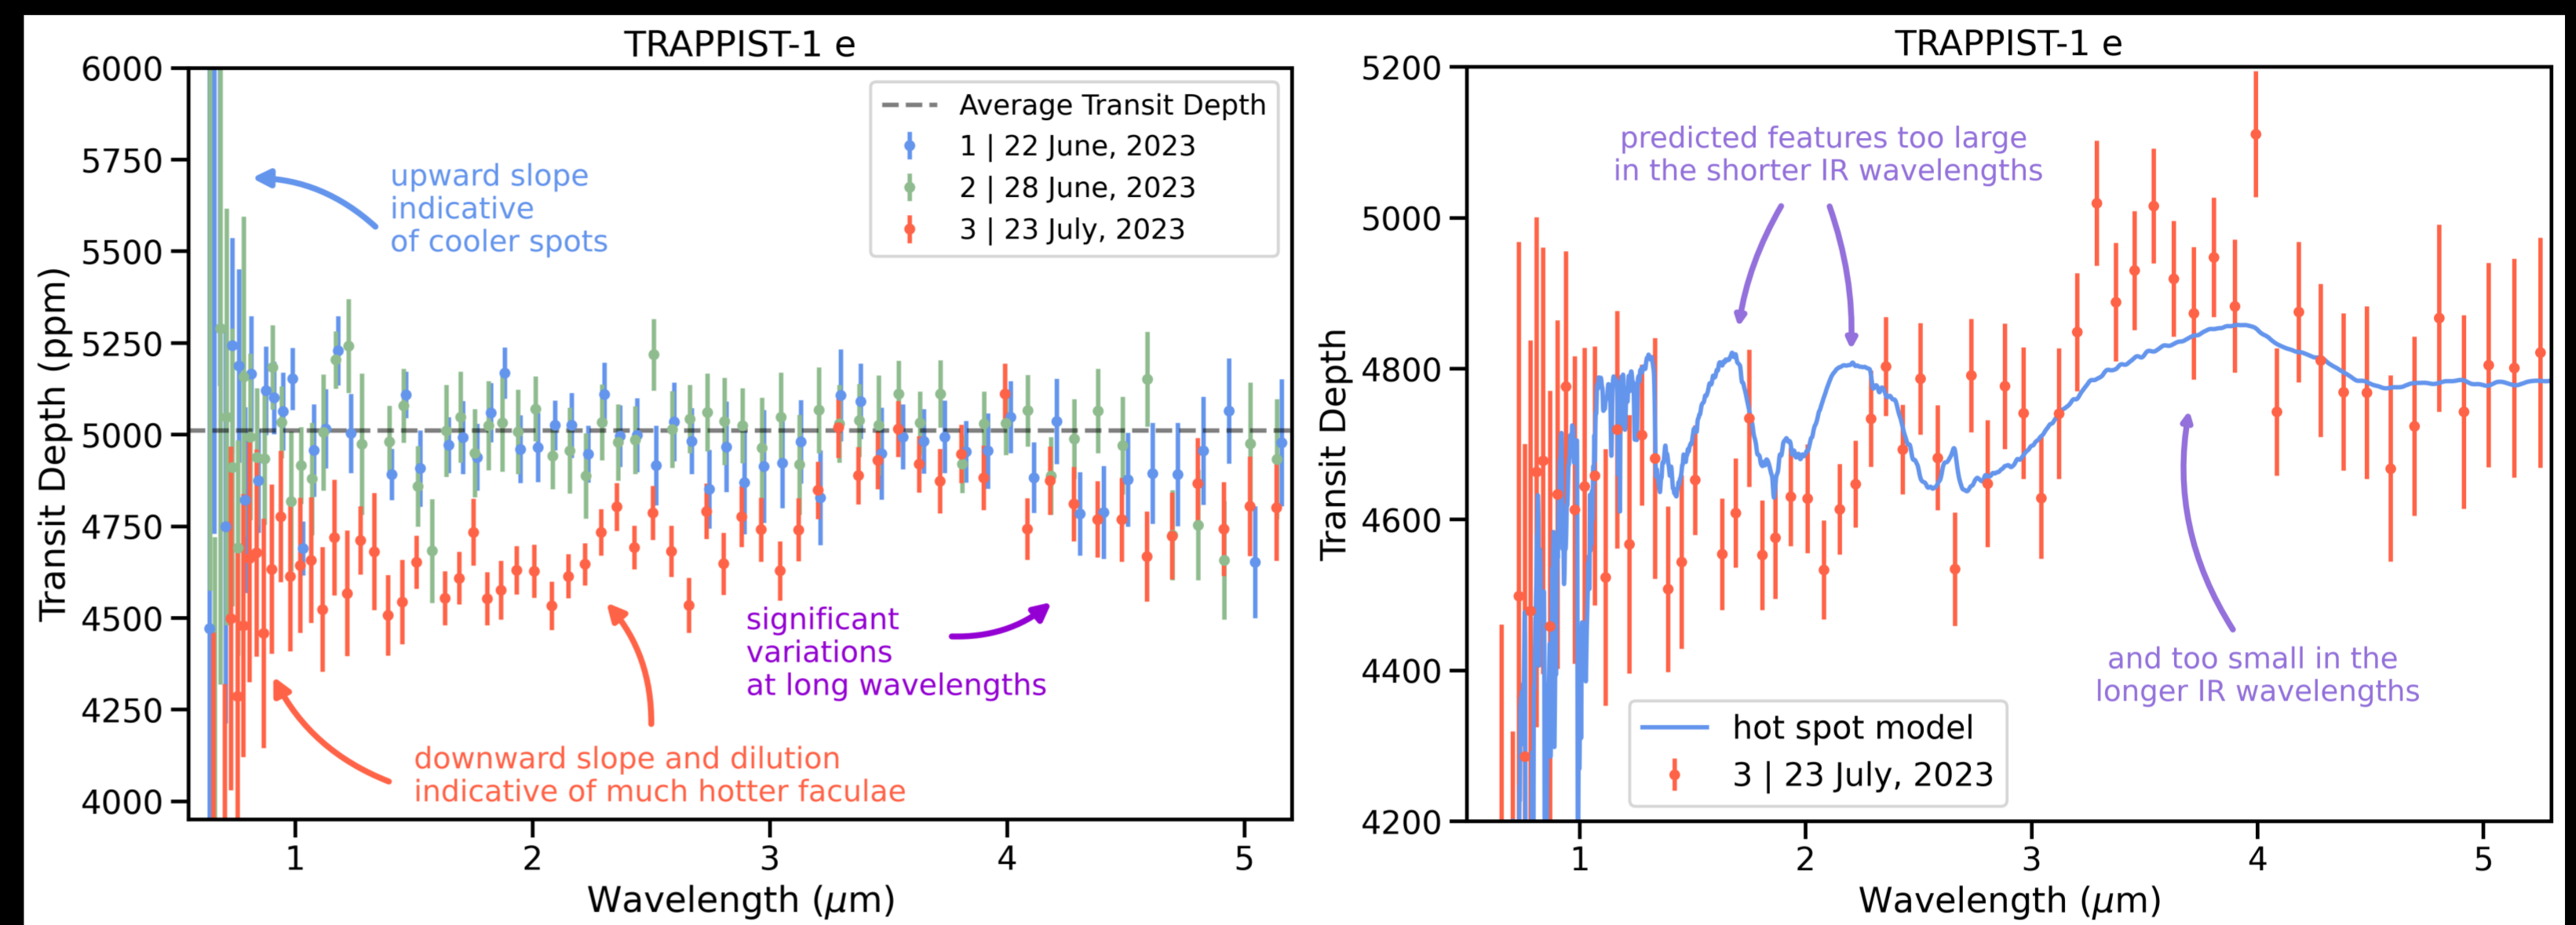 TRAPPIST-1 e
Transit Depth (ppm)
6000
5750
5500
5250
5000
4750
4500
4250
4000
upward slope
indicative
of cooler spots
Average Transit Depth
1 | 22 June, 2023
2 | 28 June, 2023
3 | 23 July, 2023
significant
variations
at long wavelengths
downward slope and dilution
indicative of much hotter faculae
1 2 3 4 5
Wavelength (μm)
TRAPPIST-1 e
Transit Depth
5200
5000
4800
4600
4400
4200
predicted features too large
in the shorter IR wavelengths
and too small in the
longer IR wavelengths
hot spot model
3 | 23 July, 2023
1 2 3 4 5
Wavelength (μm)